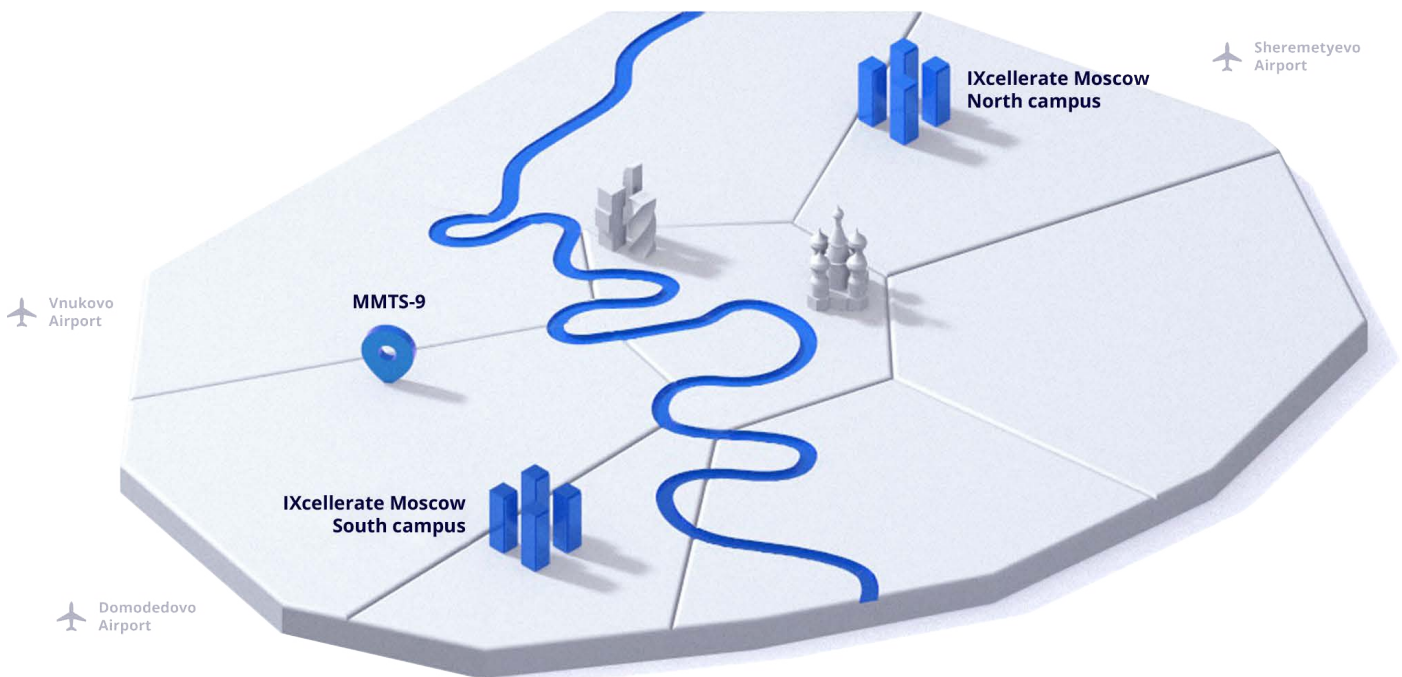 Sheremetyevo
Airport
IXcellerate Moscow
North campus
Vnukovo
Airport
MMTS-9
IXcellerate Moscow
South campus
Domodedovo
Airport